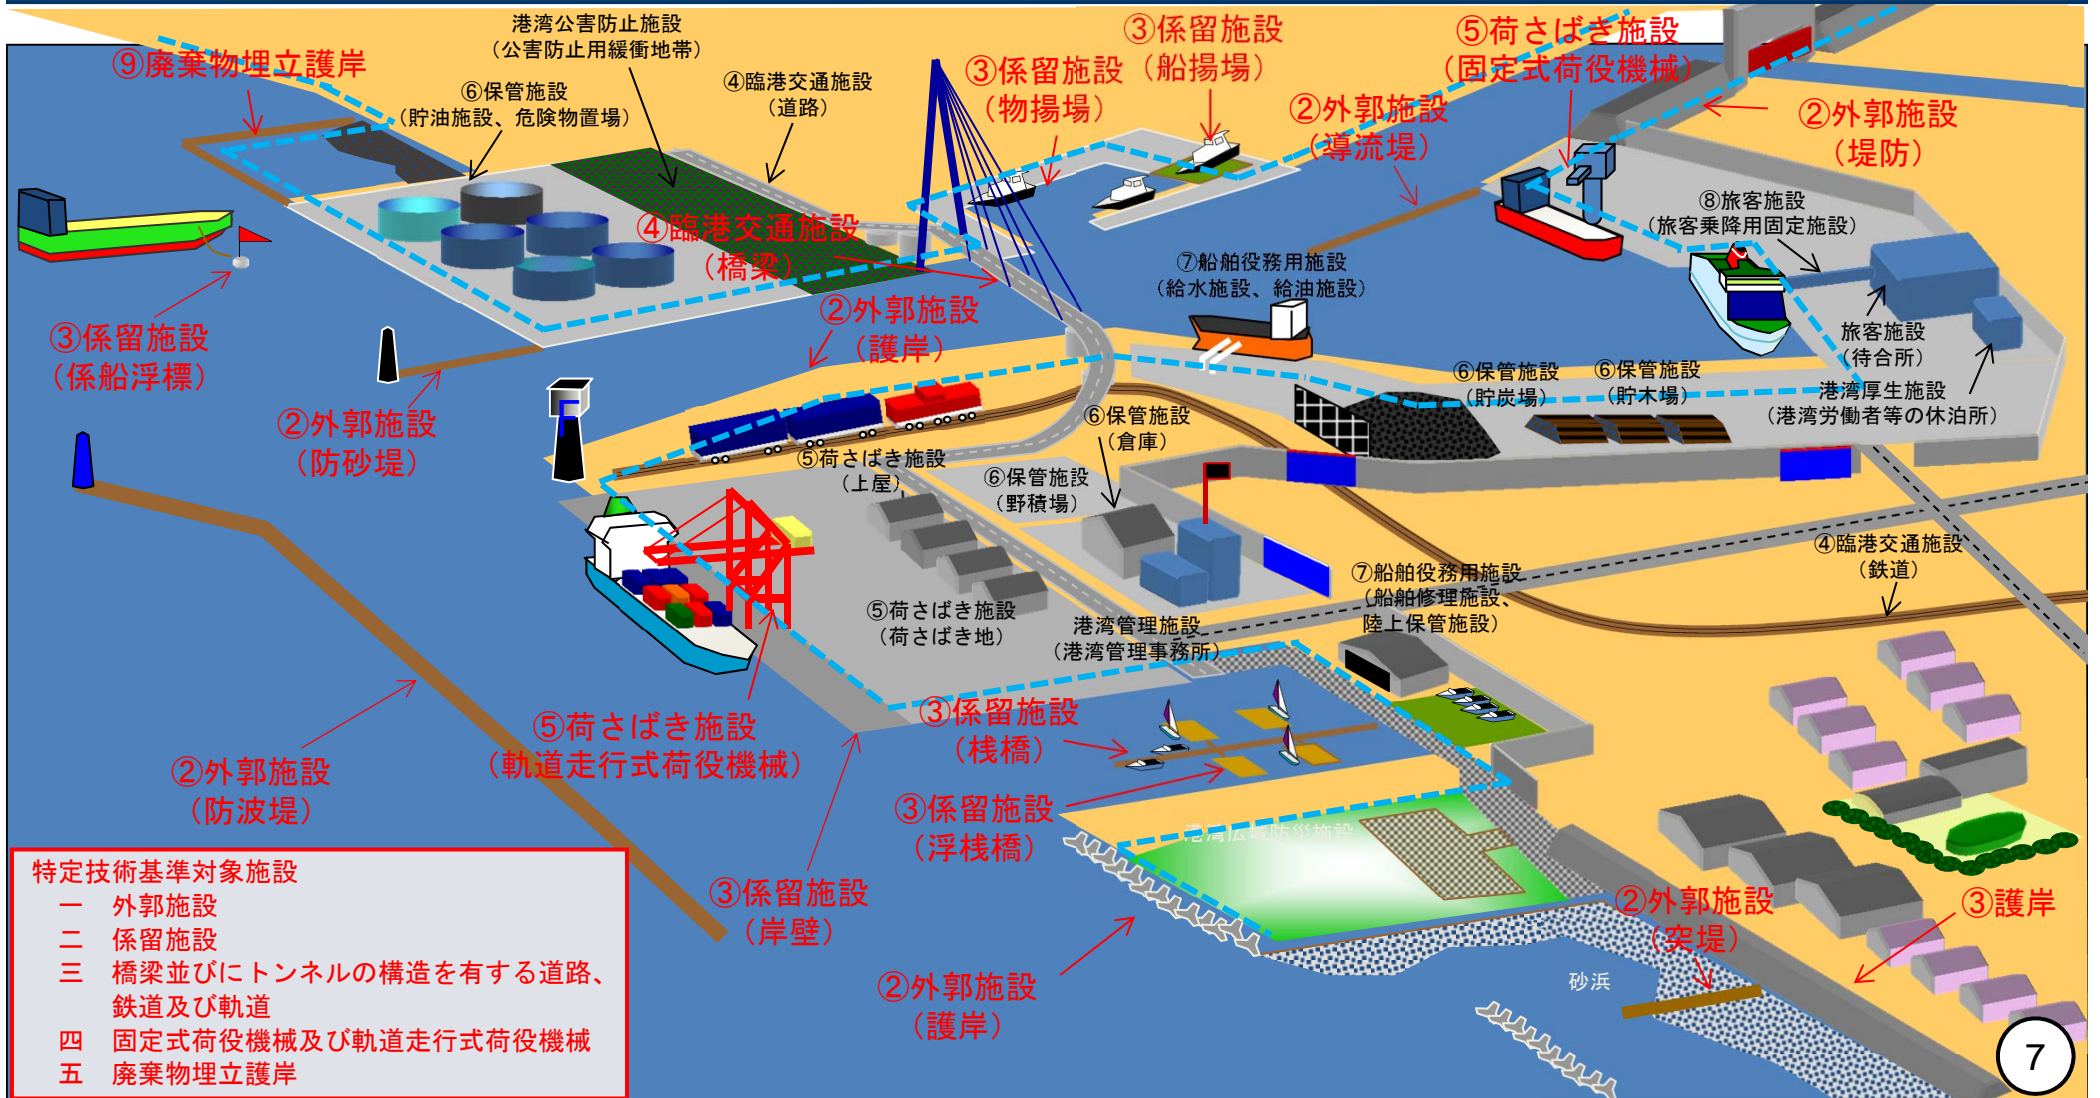 港湾公害防止施設
（公害防止用緩衝地帯）
③係留施設
（船揚場）
⑤荷さばき施設
（固定式荷役機械）
⑨廃棄物埋立護岸
③係留施設
（物揚場）
④臨港交通施設
（道路）
⑥保管施設
（貯油施設、危険物置場）
②外郭施設
（導流堤）
②外郭施設
（堤防）
⑧旅客施設
（旅客乗降用固定施設）
④臨港交通施設
（橋梁）
⑦船舶役務用施設
（給水施設、給油施設）
②外郭施設
（護岸）
③係留施設
（係船浮標）
旅客施設
（待合所）
⑥保管施設
（貯炭場）
⑥保管施設
（貯木場）
港湾厚生施設
（港湾労働者等の休泊所）
②外郭施設
（防砂堤）
⑥保管施設
（倉庫）
⑤荷さばき施設
（上屋）
⑥保管施設
（野積場）
④臨港交通施設
（鉄道）
⑦船舶役務用施設
（船舶修理施設、
陸上保管施設）
⑤荷さばき施設
（荷さばき地）
港湾管理施設
（港湾管理事務所）
⑤荷さばき施設
（軌道走行式荷役機械）
③係留施設
（桟橋）
②外郭施設
（防波堤）
③係留施設
（浮桟橋）
港湾広域防災施設
③係留施設
（岸壁）
②外郭施設
（突堤）
③護岸
②外郭施設
（護岸）
砂浜
特定技術基準対象施設
一　外郭施設
二　係留施設
三　橋梁並びにトンネルの構造を有する道路、
鉄道及び軌道
四　固定式荷役機械及び軌道走行式荷役機械
五　廃棄物埋立護岸
7